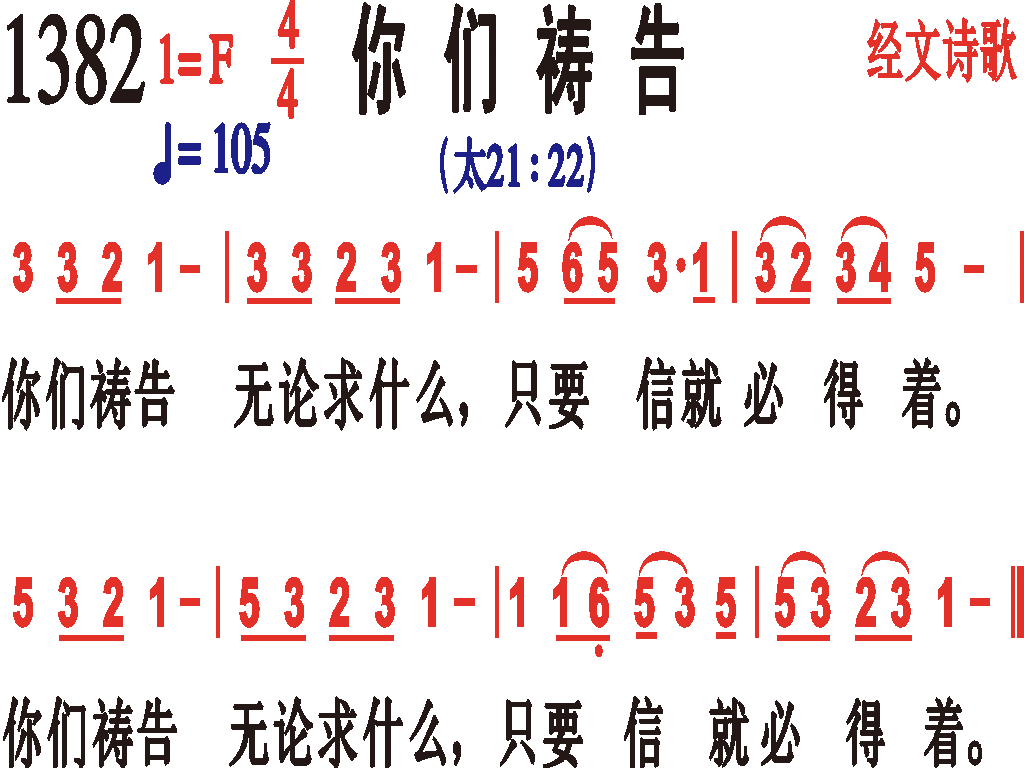 1382 1=F 4/4 你们祷告 经文诗歌
♩=105 (太21:22)
3 3 2 1 - | 3 3 2 3 1 - | 5 6 5 3 · 1 | 3 2 3 4 5 - |
你们祷告 无论求什么，只要 信就 必 得 着。
5 3 2 1 - | 5 3 2 3 1 - | 1 1 6 5 3 5 | 5 3 2 3 1 - ‖
你们祷告 无论求什么，只要 信 就必 得 着。